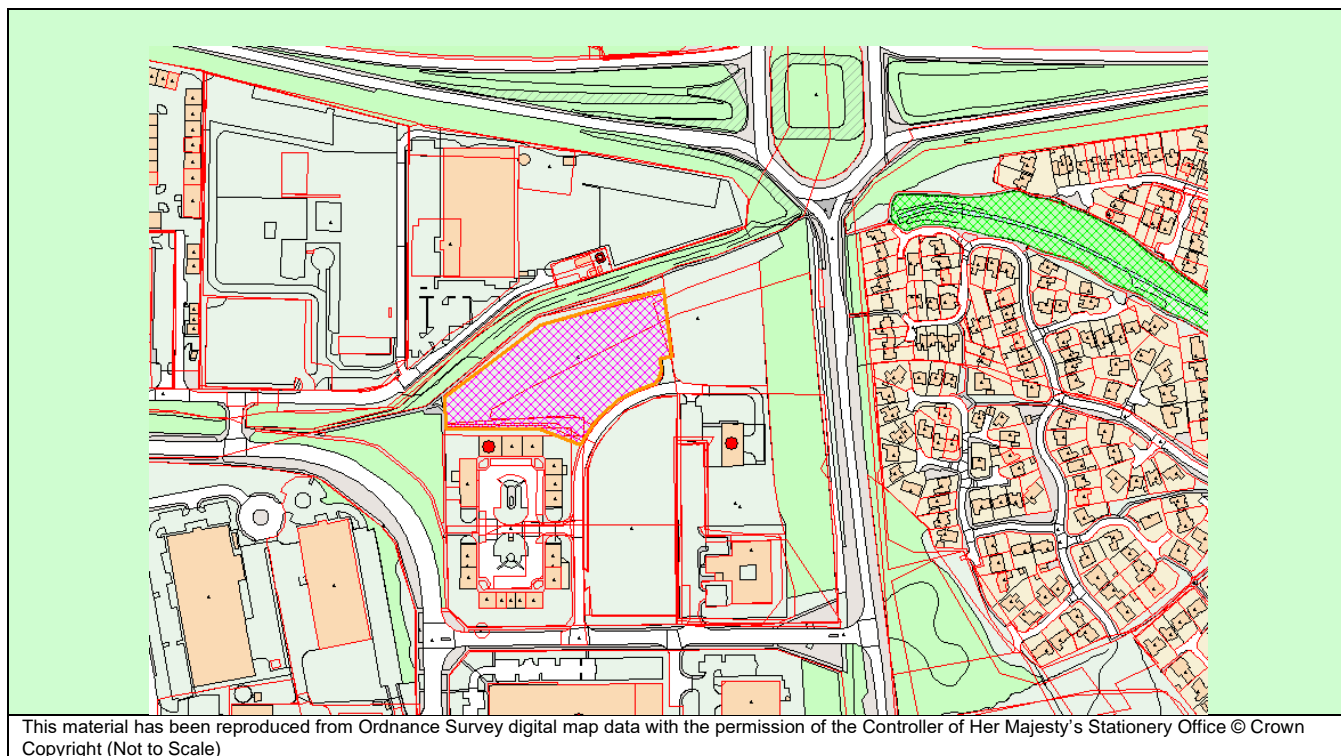 This material has been reproduced from Ordnance Survey digital map data with the permission of the Controller of Her Majesty’s Stationery Office © Crown
Copyright (Not to Scale)